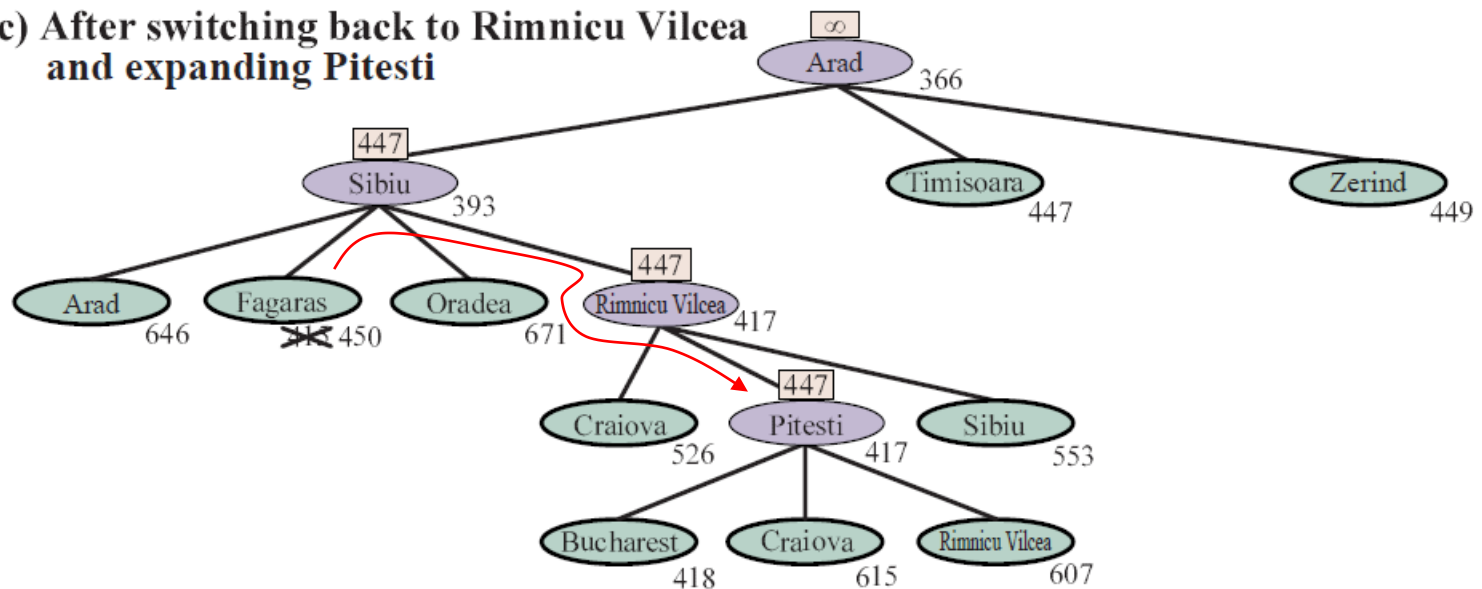 c) After switching back to Rimnicu Vilcea
and expanding Pitesti
∞
Arad
366
447
Sibiu
393
Timisoara
447
Zerind
449
Arad
646
Fagaras
415 450
Oradea
671
447
Rimnicu Vilcea
417
Craiova
526
447
Pitesti
417
Sibiu
553
Bucharest
418
Craiova
615
Rimnicu Vilcea
607